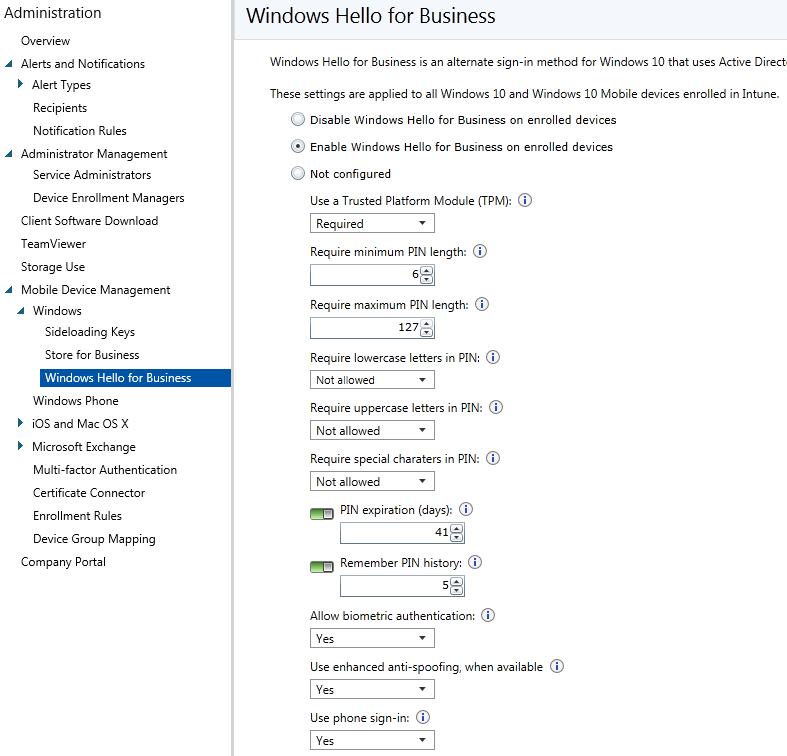 Administration
Overview
Alerts and Notifications
Alert Types
Recipients
Notification Rules
Administrator Management
Service Administrators
Device Enrollment Managers
Client Software Download
TeamViewer
Storage Use
Mobile Device Management
Windows
Sideloading Keys
Store for Business
Windows Hello for Business
Windows Phone
iOS and Mac OS X
Microsoft Exchange
Multi-factor Authentication
Certificate Connector
Enrollment Rules
Device Group Mapping
Company Portal
Windows Hello for Business
Windows Hello for Business is an alternate sign-in method for Windows 10 that uses Active Direct
These settings are applied to all Windows 10 and Windows 10 Mobile devices enrolled in Intune.
Disable Windows Hello for Business on enrolled devices
Enable Windows Hello for Business on enrolled devices
Not configured
Use a Trusted Platform Module (TPM):
Required
Require minimum PIN length:
6
Require maximum PIN length:
127
Require lowercase letters in PIN:
Not allowed
Require uppercase letters in PIN:
Not allowed
Require special charaters in PIN:
Not allowed
PIN expiration (days):
41
Remember PIN history:
5
Allow biometric authentication:
Yes
Use enhanced anti-spoofing, when available
Yes
Use phone sign-in:
Yes